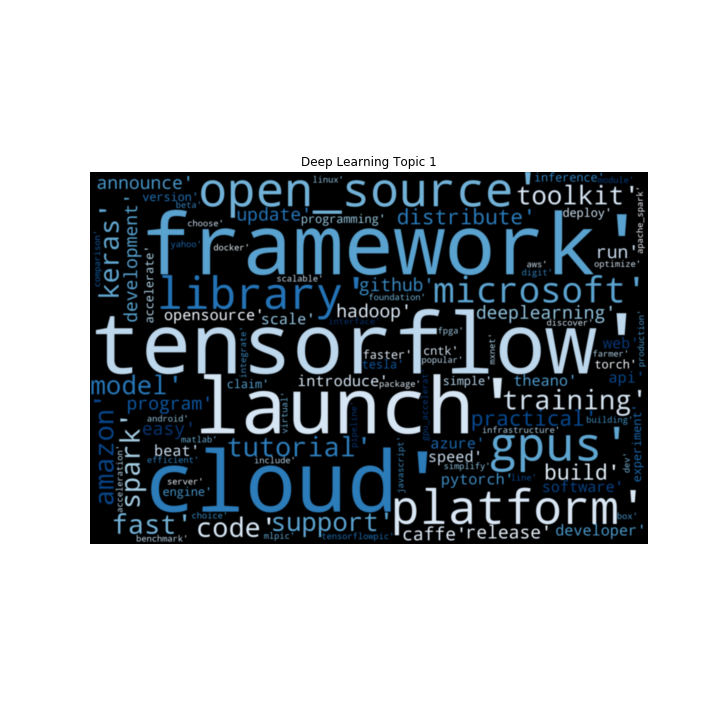 Deep Learning Topic 1
announce'
linux'
inference'
module'
version'
open_source'
toolkit'
beta'
update'
programming'
distribute'
deploy'
choose'
keras'
development'
framework'
yahoo'
docker'
run'
apache_spark'
comparison'
accelerate'
aws'
optimize'
digit'
scalable'
library'
github'
microsoft'
foundation'
opensource'
scale'
hadoop'
deeplearning'
interface'
discover'
production'
tensorflow'
fpga'
integrate'
faster'
cntk'
mxnet'
web'
farmer'
popular'
tesla'
torch'
model'
claim'
introduce'
package'
simple'
theano'
api'
launch'
program'
virtual'
training'
amazon'
android'
practical'
building'
easy'
pipeline'
infrastructure'
spark'
matlab'
tutorial'
azure'
gpus'
experiment'
beat'
speed'
efficient'
include'
simplify'
dev'
acceleration'
engine'
cloud'
javascript'
build'
server'
pytorch'
line'
software'
choice'
platform'
box'
fast'
code'
support'
caffe'
release'
developer'
benchmark'
mlpic'
tensorflowpic'